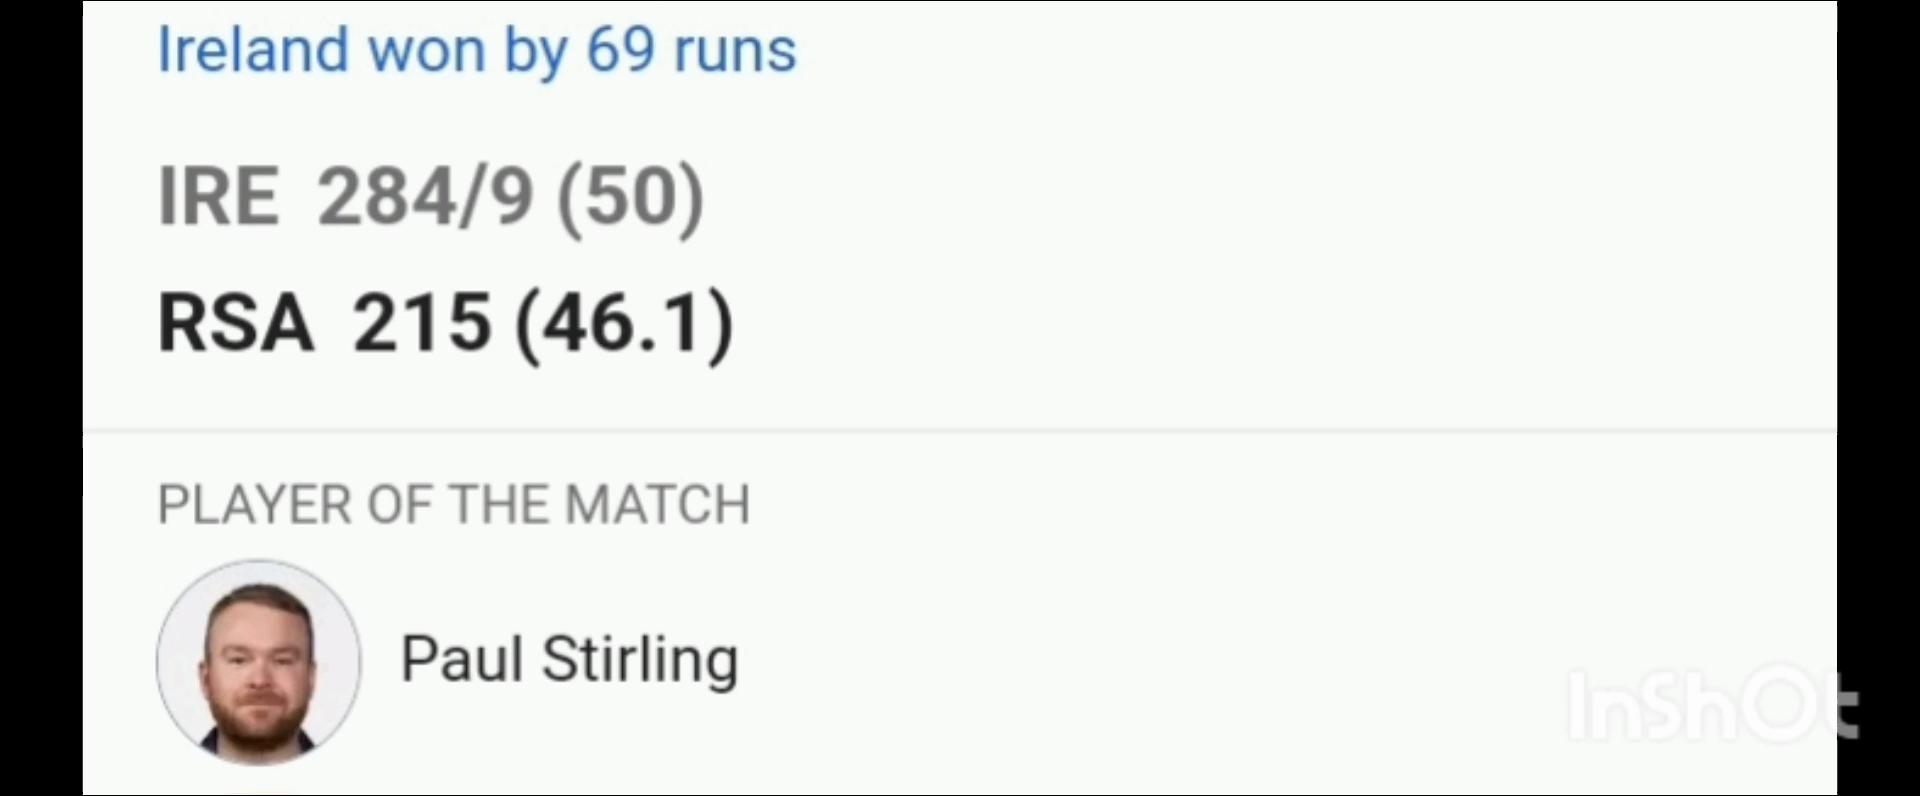 Ireland won by 69 runs
IRE 284/9 (50)
RSA 215 (46.1)
PLAYER OF THE MATCH
Paul Stirling
InShOt